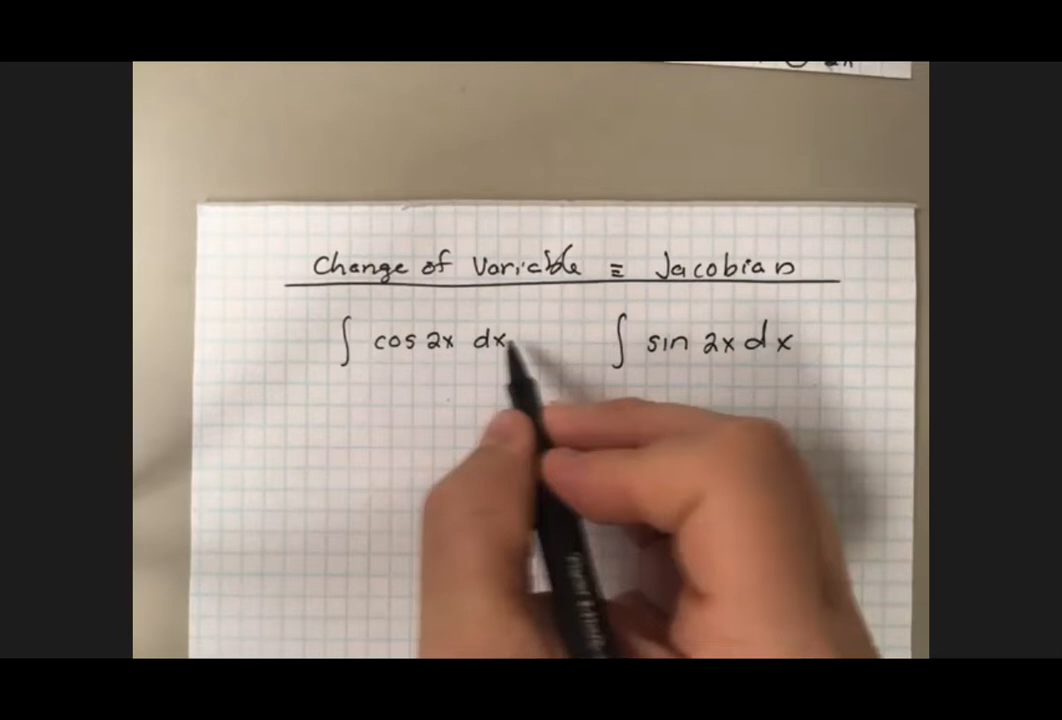 Change of Variable ≡ Jacobian
∫ cos 2x dx ∫ sin 2x dx